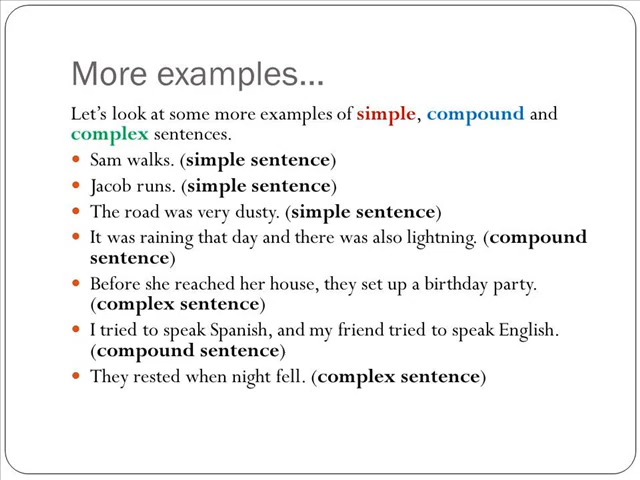 More examples...
Let's look at some more examples of simple, compound and
complex sentences.
• Sam walks. (simple sentence)
• Jacob runs. (simple sentence)
• The road was very dusty. (simple sentence)
• It was raining that day and there was also lightning. (compound
sentence)
• Before she reached her house, they set up a birthday party.
(complex sentence)
• I tried to speak Spanish, and my friend tried to speak English.
(compound sentence)
• They rested when night fell. (complex sentence)